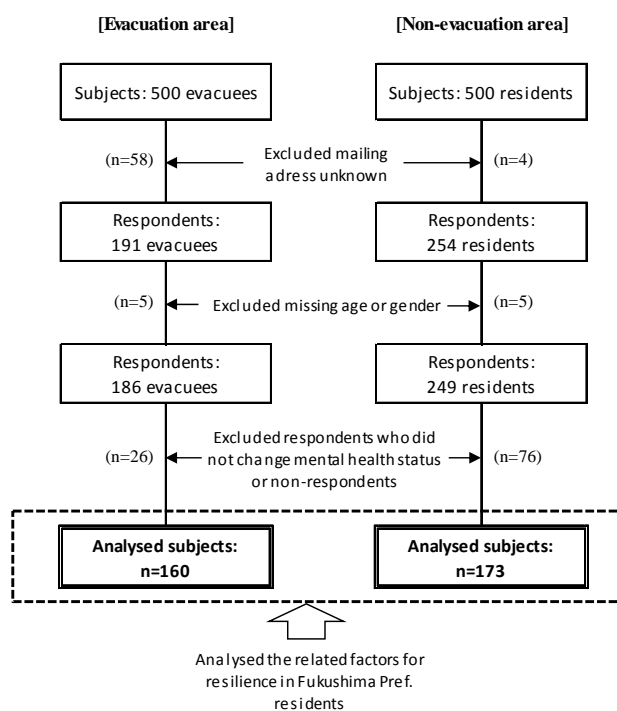 [Evacuation area]
[Non-evacuation area]
Subjects: 500 evacuees
Subjects: 500 residents
(n=58)
Excluded mailing
adress unknown
(n=4)
Respondents:
191 evacuees
Respondents:
254 residents
(n=5)
Excluded missing age or gender
(n=5)
Respondents:
186 evacuees
Respondents:
249 residents
(n=26)
Excluded respondents who did
not change mental health status
or non-respondents
(n=76)
Analysed subjects:
n=160
Analysed subjects:
n=173
Analysed the related factors for
resilience in Fukushima Pref.
residents